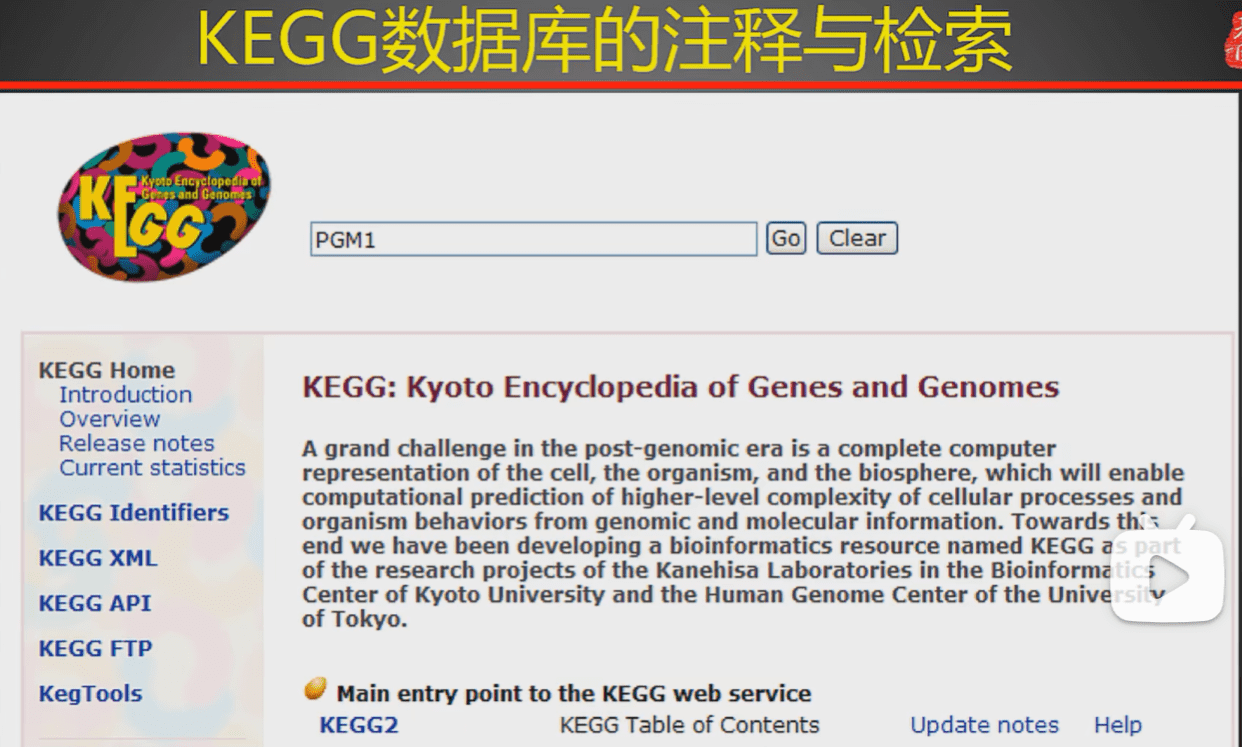 KEGG数据库的注释与检索
KEGG
Kyoto Encyclopedia of
Genes and Genomes
PGM1
Go
Clear
KEGG Home
Introduction
Overview
Release notes
Current statistics
KEGG Identifiers
KEGG XML
KEGG API
KEGG FTP
KegTools
KEGG: Kyoto Encyclopedia of Genes and Genomes
A grand challenge in the post-genomic era is a complete computer
representation of the cell, the organism, and the biosphere, which will enable
computational prediction of higher-level complexity of cellular processes and
organism behaviors from genomic and molecular information. Towards this
end we have been developing a bioinformatics resource named KEGG as part
of the research projects of the Kanehisa Laboratories in the Bioinformatics
Center of Kyoto University and the Human Genome Center of the University
of Tokyo.
Main entry point to the KEGG web service
KEGG2 KEGG Table of Contents Update notes Help